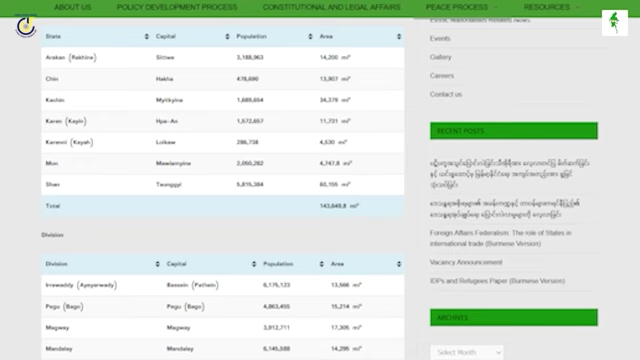 ABOUT US POLICY DEVELOPMENT PROCESS CONSTITUTIONAL AND LEGAL AFFAIRS PEACE PROCESS RESOURCES
State Capital Population Area
Arakan (Rakhine) Sittwe 3,188,963 14,200 mi²
Chin Hakha 478,690 13,907 mi²
Kachin Myitkyina 1,689,654 34,379 mi²
Karen (Kayin) Hpa-An 1,572,657 11,731 mi²
Karenni (Kayah) Loikaw 286,738 4,530 mi²
Mon Mawlamyine 2,050,282 4,747.8 mi²
Shan Taunggyi 5,815,384 60,155 mi²
Total 143,649.8 mi²
Division
Division Capital Population Area
Irrawaddy (Ayeyarwady) Bassein (Pathein) 6,175,123 13,566 mi²
Pegu (Bago) Pegu (Bago) 4,863,455 15,214 mi²
Magway Magway 3,912,711 17,305 mi²
Mandalay Mandalay 6,145,588 14,295 mi²
Events
Gallery
Careers
Contact us
RECENT POSTS
Foreign Affairs Federalism: The role of States in
international trade (Burmese Version)
Vacancy Announcement
IDPs and Refugees Paper (Burmese Version)
ARCHIVES
Select Month